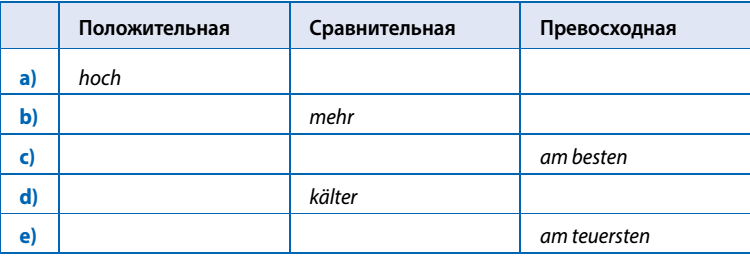 Положительная Сравнительная Превосходная
a) hoch
b) mehr
c) am besten
d) kälter
e) am teuersten